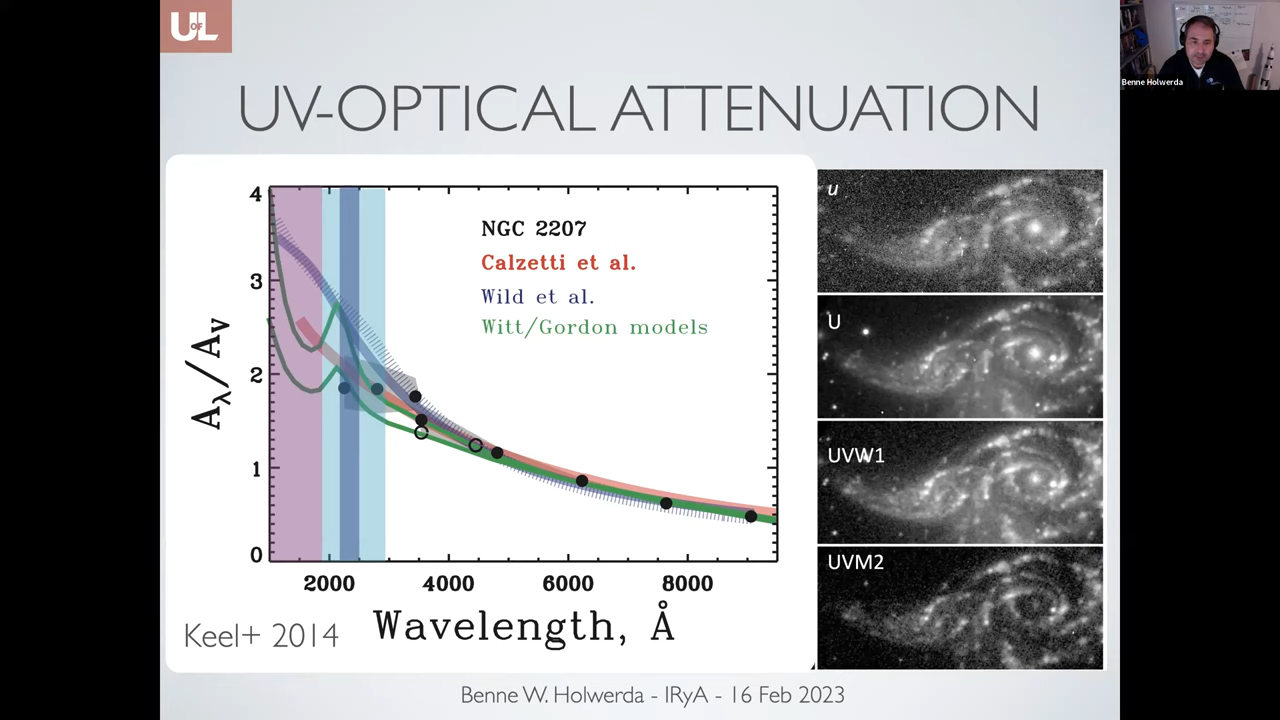 UL
OF
Benne Holwerda
UV-OPTICAL ATTENUATION
4
3
2
1
0
Aλ/AV
NGC 2207
Calzetti et al.
Wild et al.
Witt/Gordon models
2000 4000 6000 8000
Wavelength, Å
Keel+ 2014
u
U
UVW1
UVM2
Benne W. Holwerda - IRyA - 16 Feb 2023